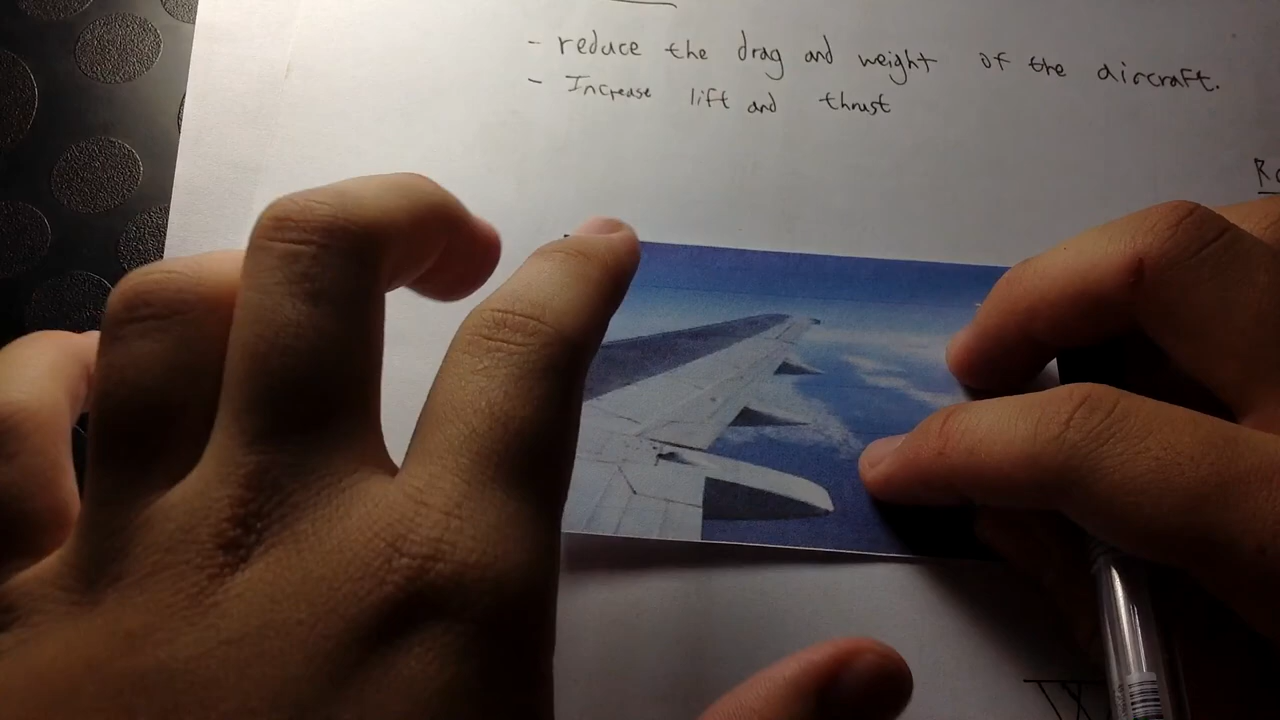 - reduce the drag and weight of the aircraft.
- Increase lift and thrust